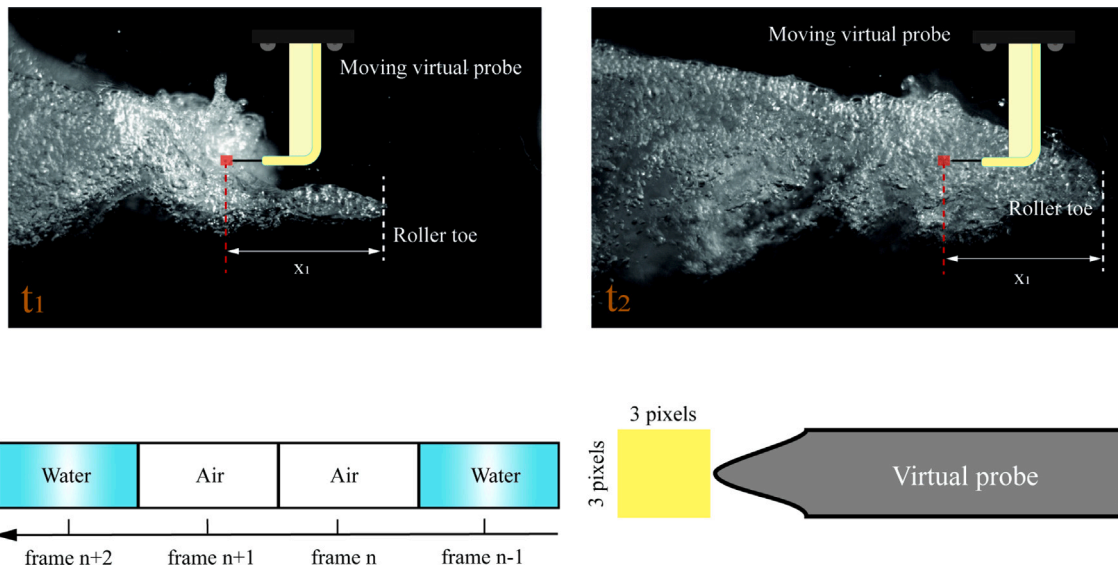 Moving virtual probe
Roller toe
x1
t1
Moving virtual probe
Roller toe
x1
t2
Water
Air
Air
Water
frame n+2
frame n+1
frame n
frame n-1
3 pixels
3 pixels
Virtual probe